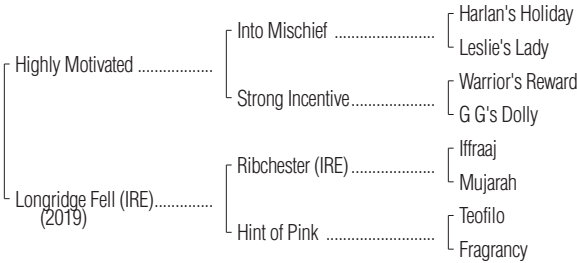 Harlan's Holiday
Into Mischief ..................
Leslie's Lady
Highly Motivated .................
Warrior's Reward
Strong Incentive...................
G G's Dolly
Iffraaj
Ribchester (IRE) ...................
Mujarah
Longridge Fell (IRE)..............
(2019)
Teofilo
Hint of Pink ........................
Fragrancy